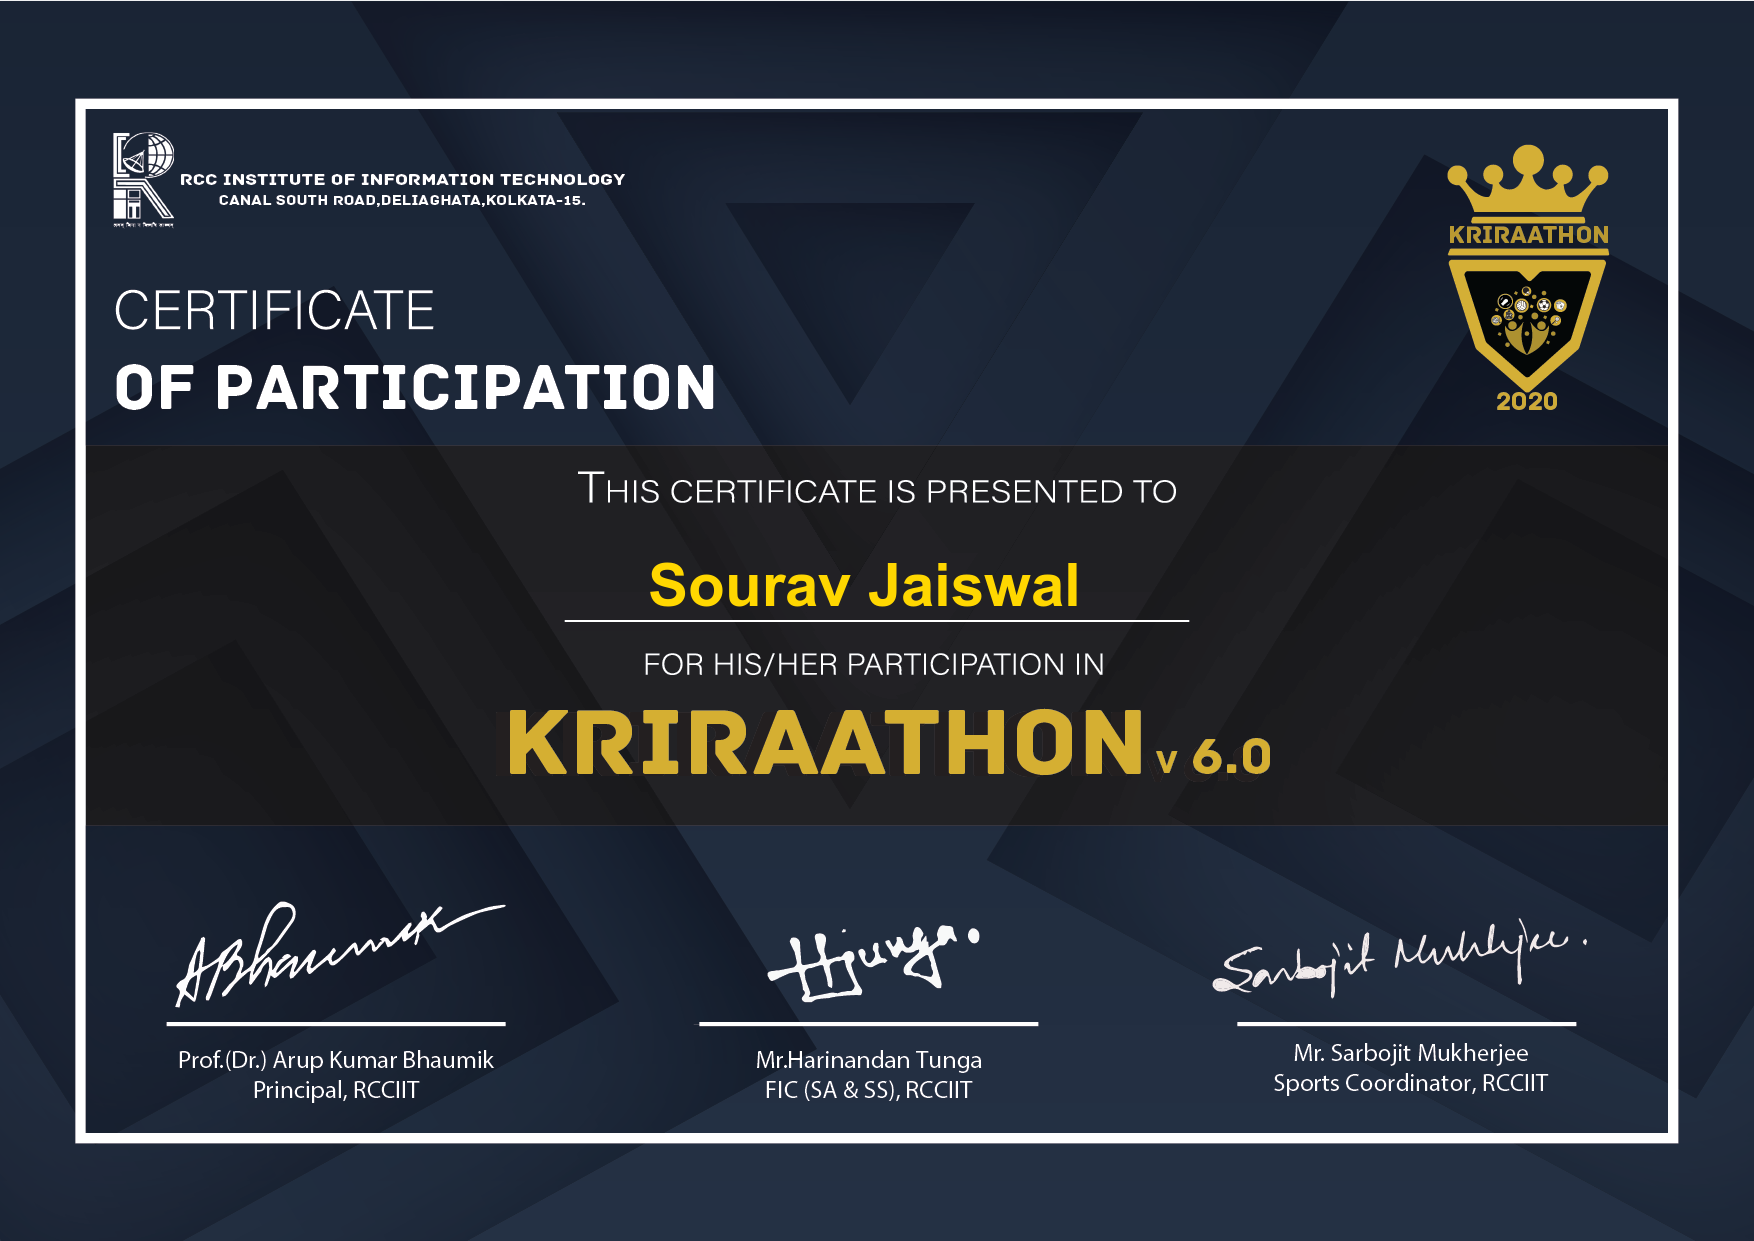 RCC INSTITUTE OF INFORMATION TECHNOLOGY
CANAL SOUTH ROAD,DELIAGHATA,KOLKATA-15.
KRIRAATHON
2020
CERTIFICATE
OF PARTICIPATION
THIS CERTIFICATE IS PRESENTED TO
Sourav Jaiswal
FOR HIS/HER PARTICIPATION IN
KRIRAATHON v 6.0
ABhaumik
HTunga.
Sarbojit Mukherjee.
Prof.(Dr.) Arup Kumar Bhaumik
Principal, RCCIIT
Mr.Harinandan Tunga
FIC (SA & SS), RCCIIT
Mr. Sarbojit Mukherjee
Sports Coordinator, RCCIIT